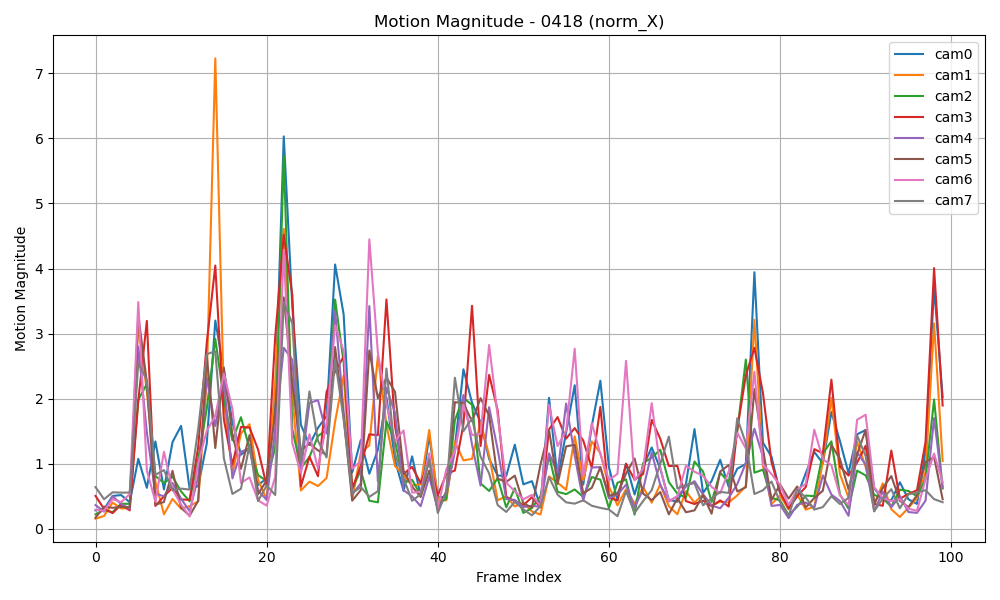 Motion Magnitude - 0418 (norm_X)
Motion Magnitude
7
6
5
4
3
2
1
0
0
20
40
60
80
100
Frame Index
cam0
cam1
cam2
cam3
cam4
cam5
cam6
cam7